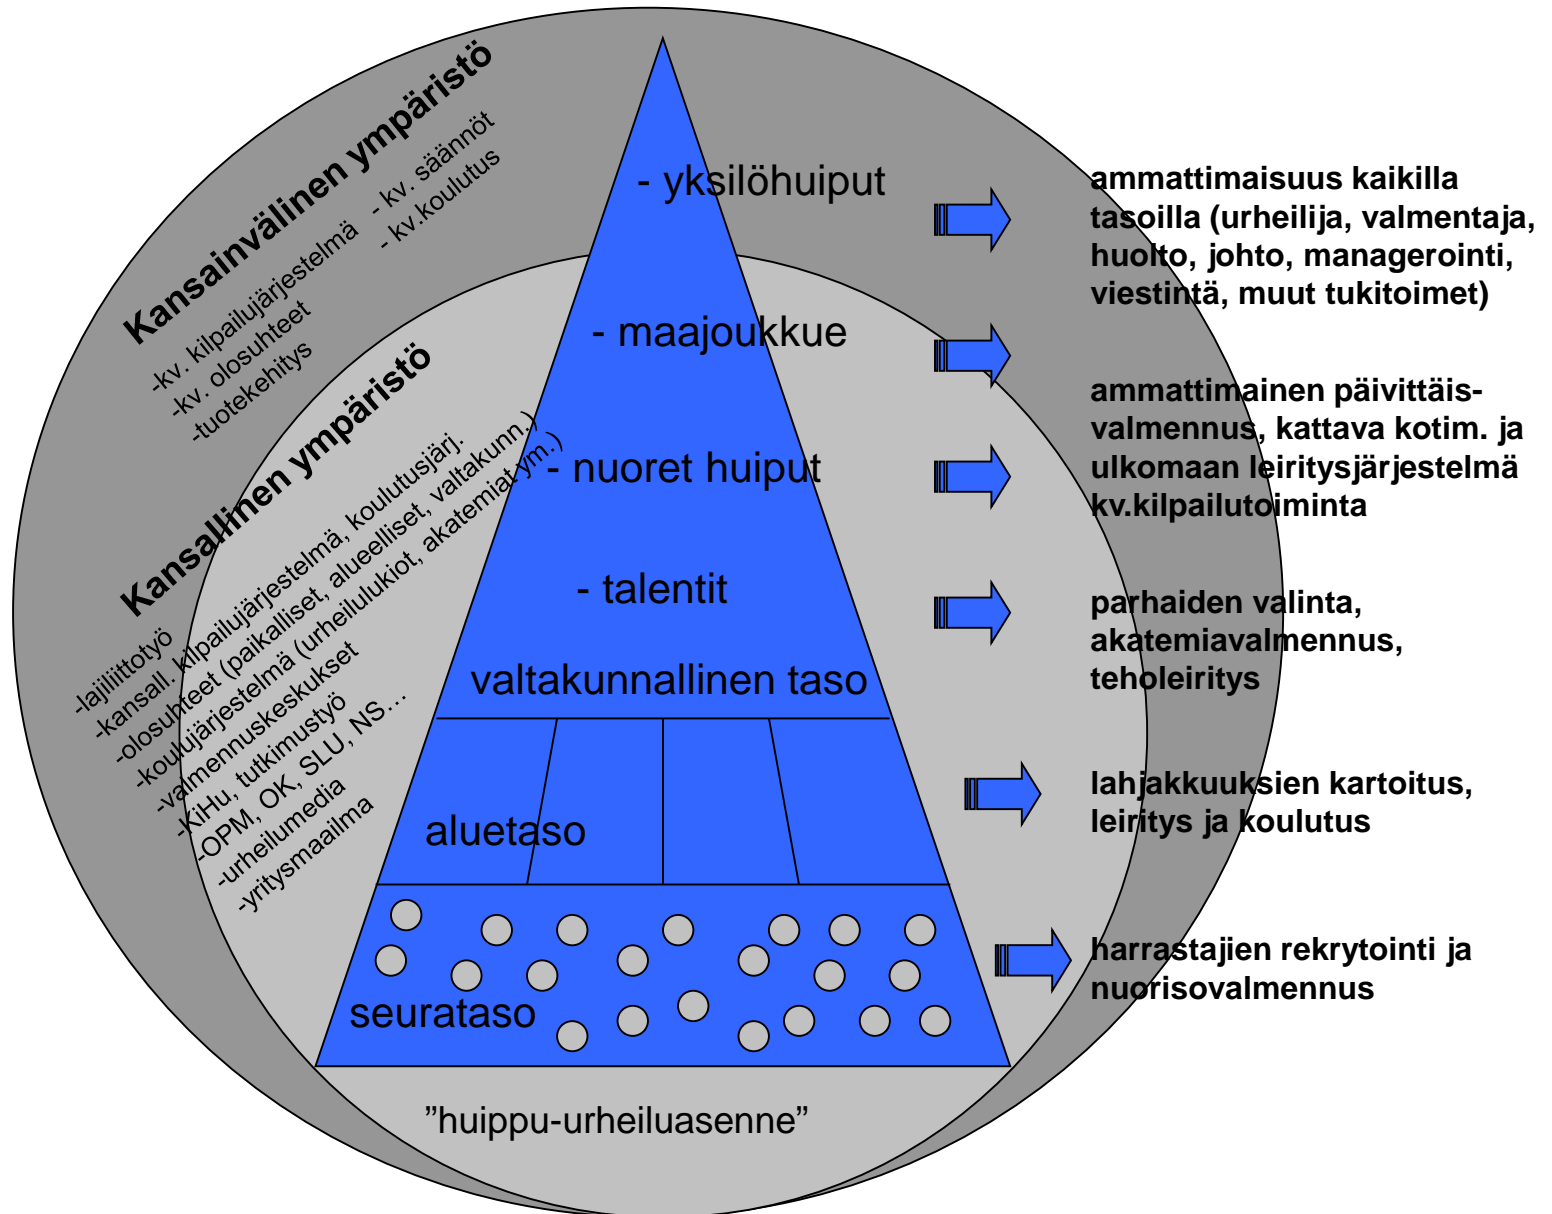 Kansainvälinen ympäristö
-kv. kilpailujärjestelmä
-kv. olosuhteet
-tuotekehitys
- kv. säännöt
- kv.koulutus
Kansallinen ympäristö
-lajiliittotyö
-kansall. kilpailujärjestelmä, koulutusjärj.
-olosuhteet (paikalliset, alueelliset, valtakunn.)
-koulujärjestelmä (urheilulukiot, akatemiat ym.)
-valmennuskeskukset
-KiHu, tutkimustyö
-OPM, OK, SLU, NS…
-urheilumedia
-yritysmaailma
- yksilöhuiput
- maajoukkue
- nuoret huiput
- talentit
valtakunnallinen taso
aluetaso
seurataso
”huippu-urheiluasenne”
ammattimaisuus kaikilla
tasoilla (urheilija, valmentaja,
huolto, johto, managerointi,
viestintä, muut tukitoimet)
ammattimainen päivittäis-
valmennus, kattava kotim. ja
ulkomaan leiritysjärjestelmä
kv.kilpailutoiminta
parhaiden valinta,
akatemiavalmennus,
teholeiritys
lahjakkuuksien kartoitus,
leiritys ja koulutus
harrastajien rekrytointi ja
nuorisovalmennus